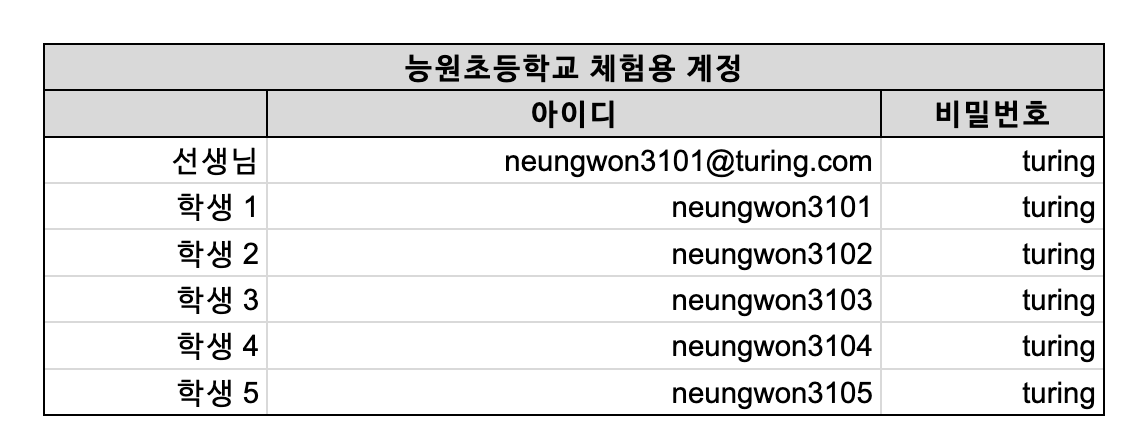 능원초등학교 체험용 계정
아이디 비밀번호
선생님 neungwon3101@turing.com turing
학생 1 neungwon3101 turing
학생 2 neungwon3102 turing
학생 3 neungwon3103 turing
학생 4 neungwon3104 turing
학생 5 neungwon3105 turing